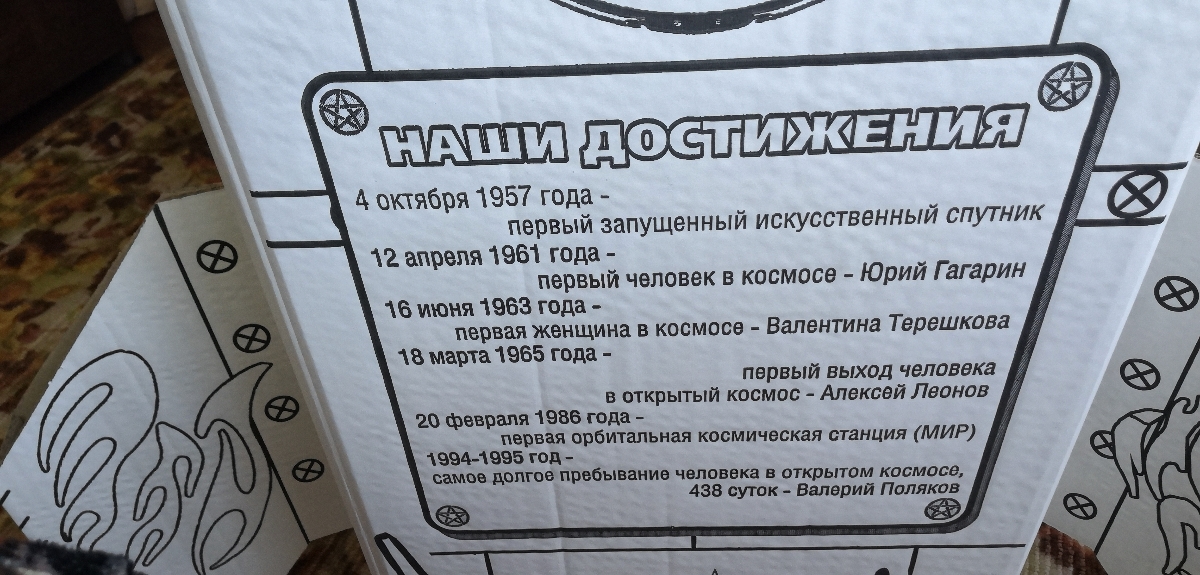 НАШИ ДОСТИЖЕНИЯ
4 октября 1957 года -
первый запущенный искусственный спутник
12 апреля 1961 года -
первый человек в космосе - Юрий Гагарин
16 июня 1963 года -
первая женщина в космосе - Валентина Терешкова
18 марта 1965 года -
первый выход человека
в открытый космос - Алексей Леонов
20 февраля 1986 года -
первая орбитальная космическая станция (МИР)
1994-1995 год -
самое долгое пребывание человека в открытом космосе,
438 суток - Валерий Поляков